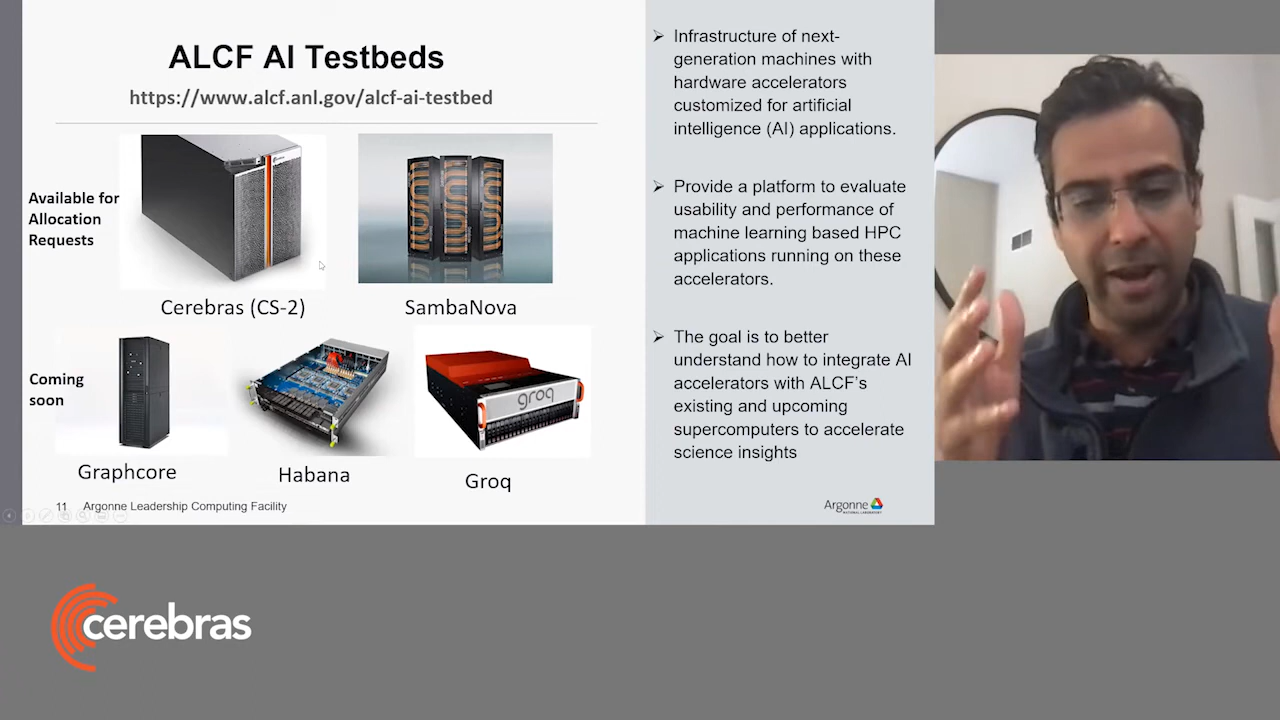 ALCF AI Testbeds
https://www.alcf.anl.gov/alcf-ai-testbed
Available for
Allocation
Requests
Cerebras (CS-2)
SambaNova
Coming
soon
groq
Graphcore
Habana
Groq
11 Argonne Leadership Computing Facility
➢ Infrastructure of next-
generation machines with
hardware accelerators
customized for artificial
intelligence (AI) applications.
➢ Provide a platform to evaluate
usability and performance of
machine learning based HPC
applications running on these
accelerators.
➢ The goal is to better
understand how to integrate AI
accelerators with ALCF’s
existing and upcoming
supercomputers to accelerate
science insights
Argonne
NATIONAL LABORATORY
cerebras